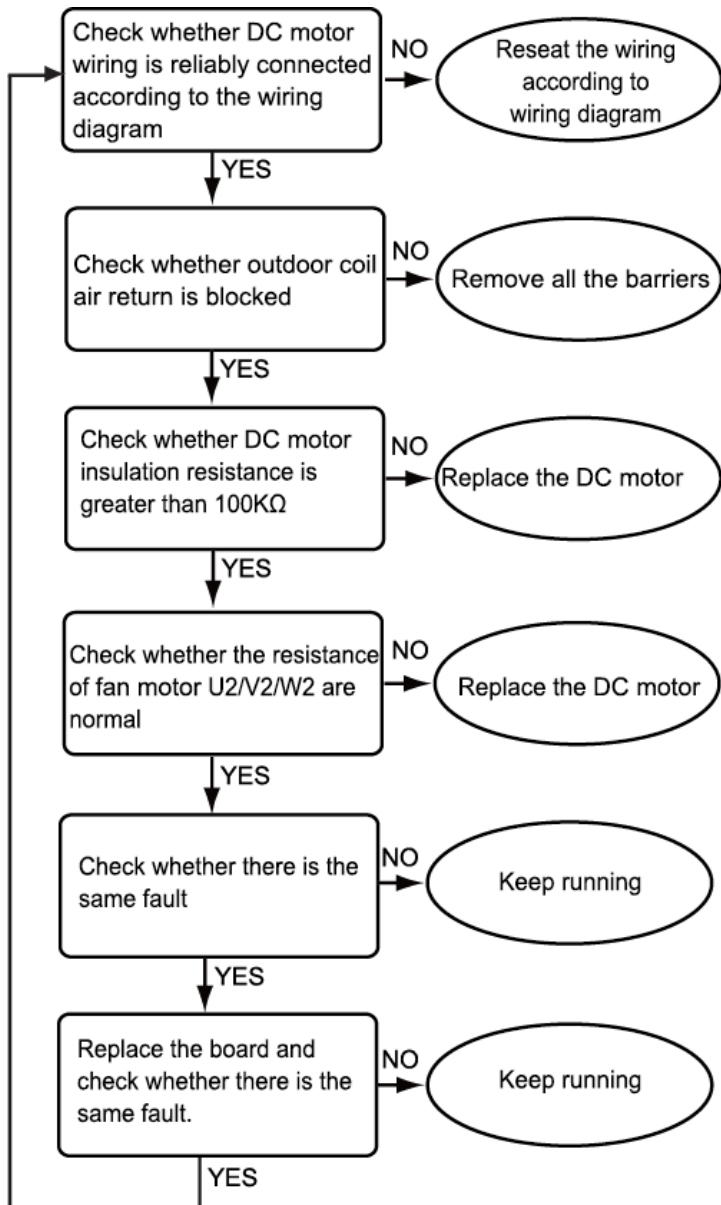 Check whether DC motor
wiring is reliably connected
according to the wiring
diagram
NO
Reseat the wiring
according to
wiring diagram
YES
Check whether outdoor coil
air return is blocked
NO
Remove all the barriers
YES
Check whether DC motor
insulation resistance is
greater than 100KΩ
NO
Replace the DC motor
YES
Check whether the resistance
of fan motor U2/V2/W2 are
normal
NO
Replace the DC motor
YES
Check whether there is the
same fault
NO
Keep running
YES
Replace the board and
check whether there is the
same fault.
NO
Keep running
YES